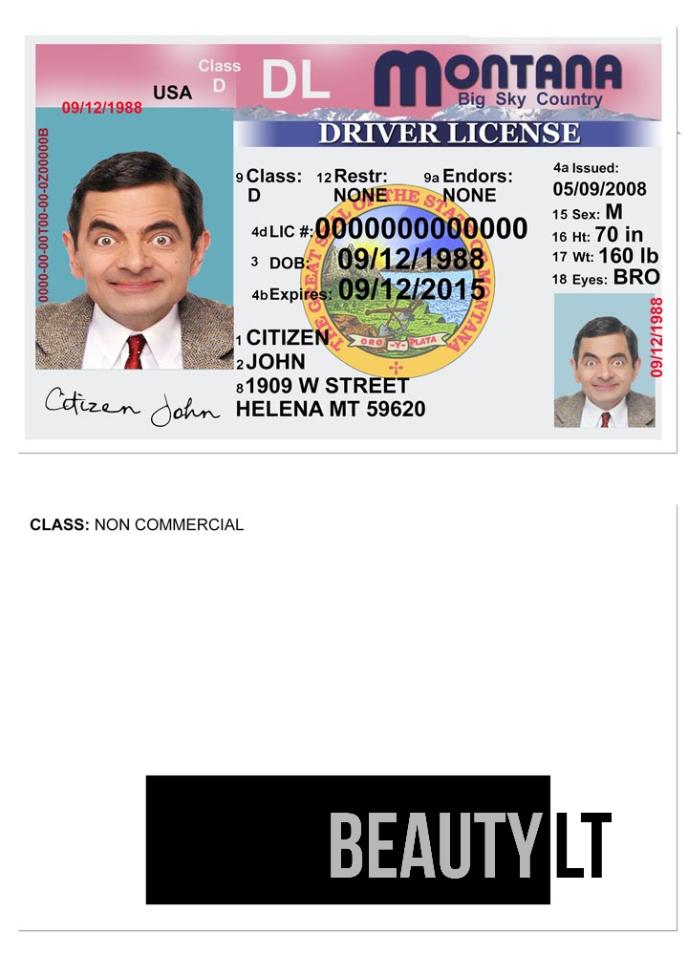 Class
D
DL
MONTANA
Big Sky Country
USA
09/12/1988
DRIVER LICENSE
0000-00-00T00-00-0Z00000B
9 Class: 12 Restr: 9a Endors:
D NONE NONE
4d LIC #: 0000000000000
3 DOB: 09/12/1988
4b Expires: 09/12/2015
THE GREAT SEAL OF THE STATE OF MONTANA
ORO -Y- PLATA
1 CITIZEN
2 JOHN
8 1909 W STREET
HELENA MT 59620
4a Issued:
05/09/2008
15 Sex: M
16 Ht: 70 in
17 Wt: 160 lb
18 Eyes: BRO
09/12/1988
Citizen John
CLASS: NON COMMERCIAL
BEAUTY LT